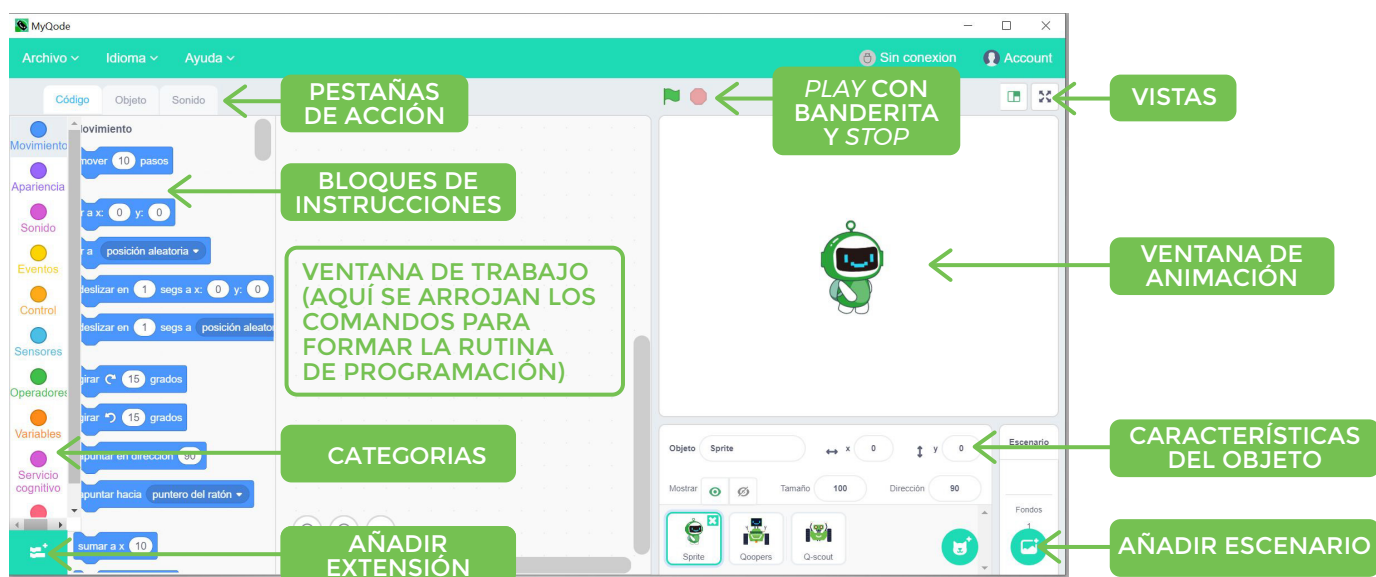 MyQode
Archivo Idioma Ayuda Sin conexion Account
Código Objeto Sonido
PESTAÑAS
DE ACCIÓN
PLAY CON
BANDERITA
Y STOP
VISTAS
Movimiento
Apariencia
Sonido
Eventos
Control
Sensores
Operadores
Variables
Servicio
cognitivo
Movimiento
mover 10 pasos
ir a x: 0 y: 0
ir a posición aleatoria
deslizar en 1 segs a x: 0 y: 0
deslizar en 1 segs a posición aleator
girar 15 grados
girar 15 grados
apuntar en dirección 90
apuntar hacia puntero del ratón
sumar a x 10
BLOQUES DE
INSTRUCCIONES
VENTANA DE TRABAJO
(AQUÍ SE ARROJAN LOS
COMANDOS PARA
FORMAR LA RUTINA
DE PROGRAMACIÓN)
CATEGORIAS
AÑADIR
EXTENSIÓN
VENTANA DE
ANIMACIÓN
Objeto Sprite x 0 y 0
Mostrar Tamaño 100 Dirección 90
Sprite Qoopers Q-scout
Escenario
Fondos
1
CARACTERÍSTICAS
DEL OBJETO
AÑADIR ESCENARIO